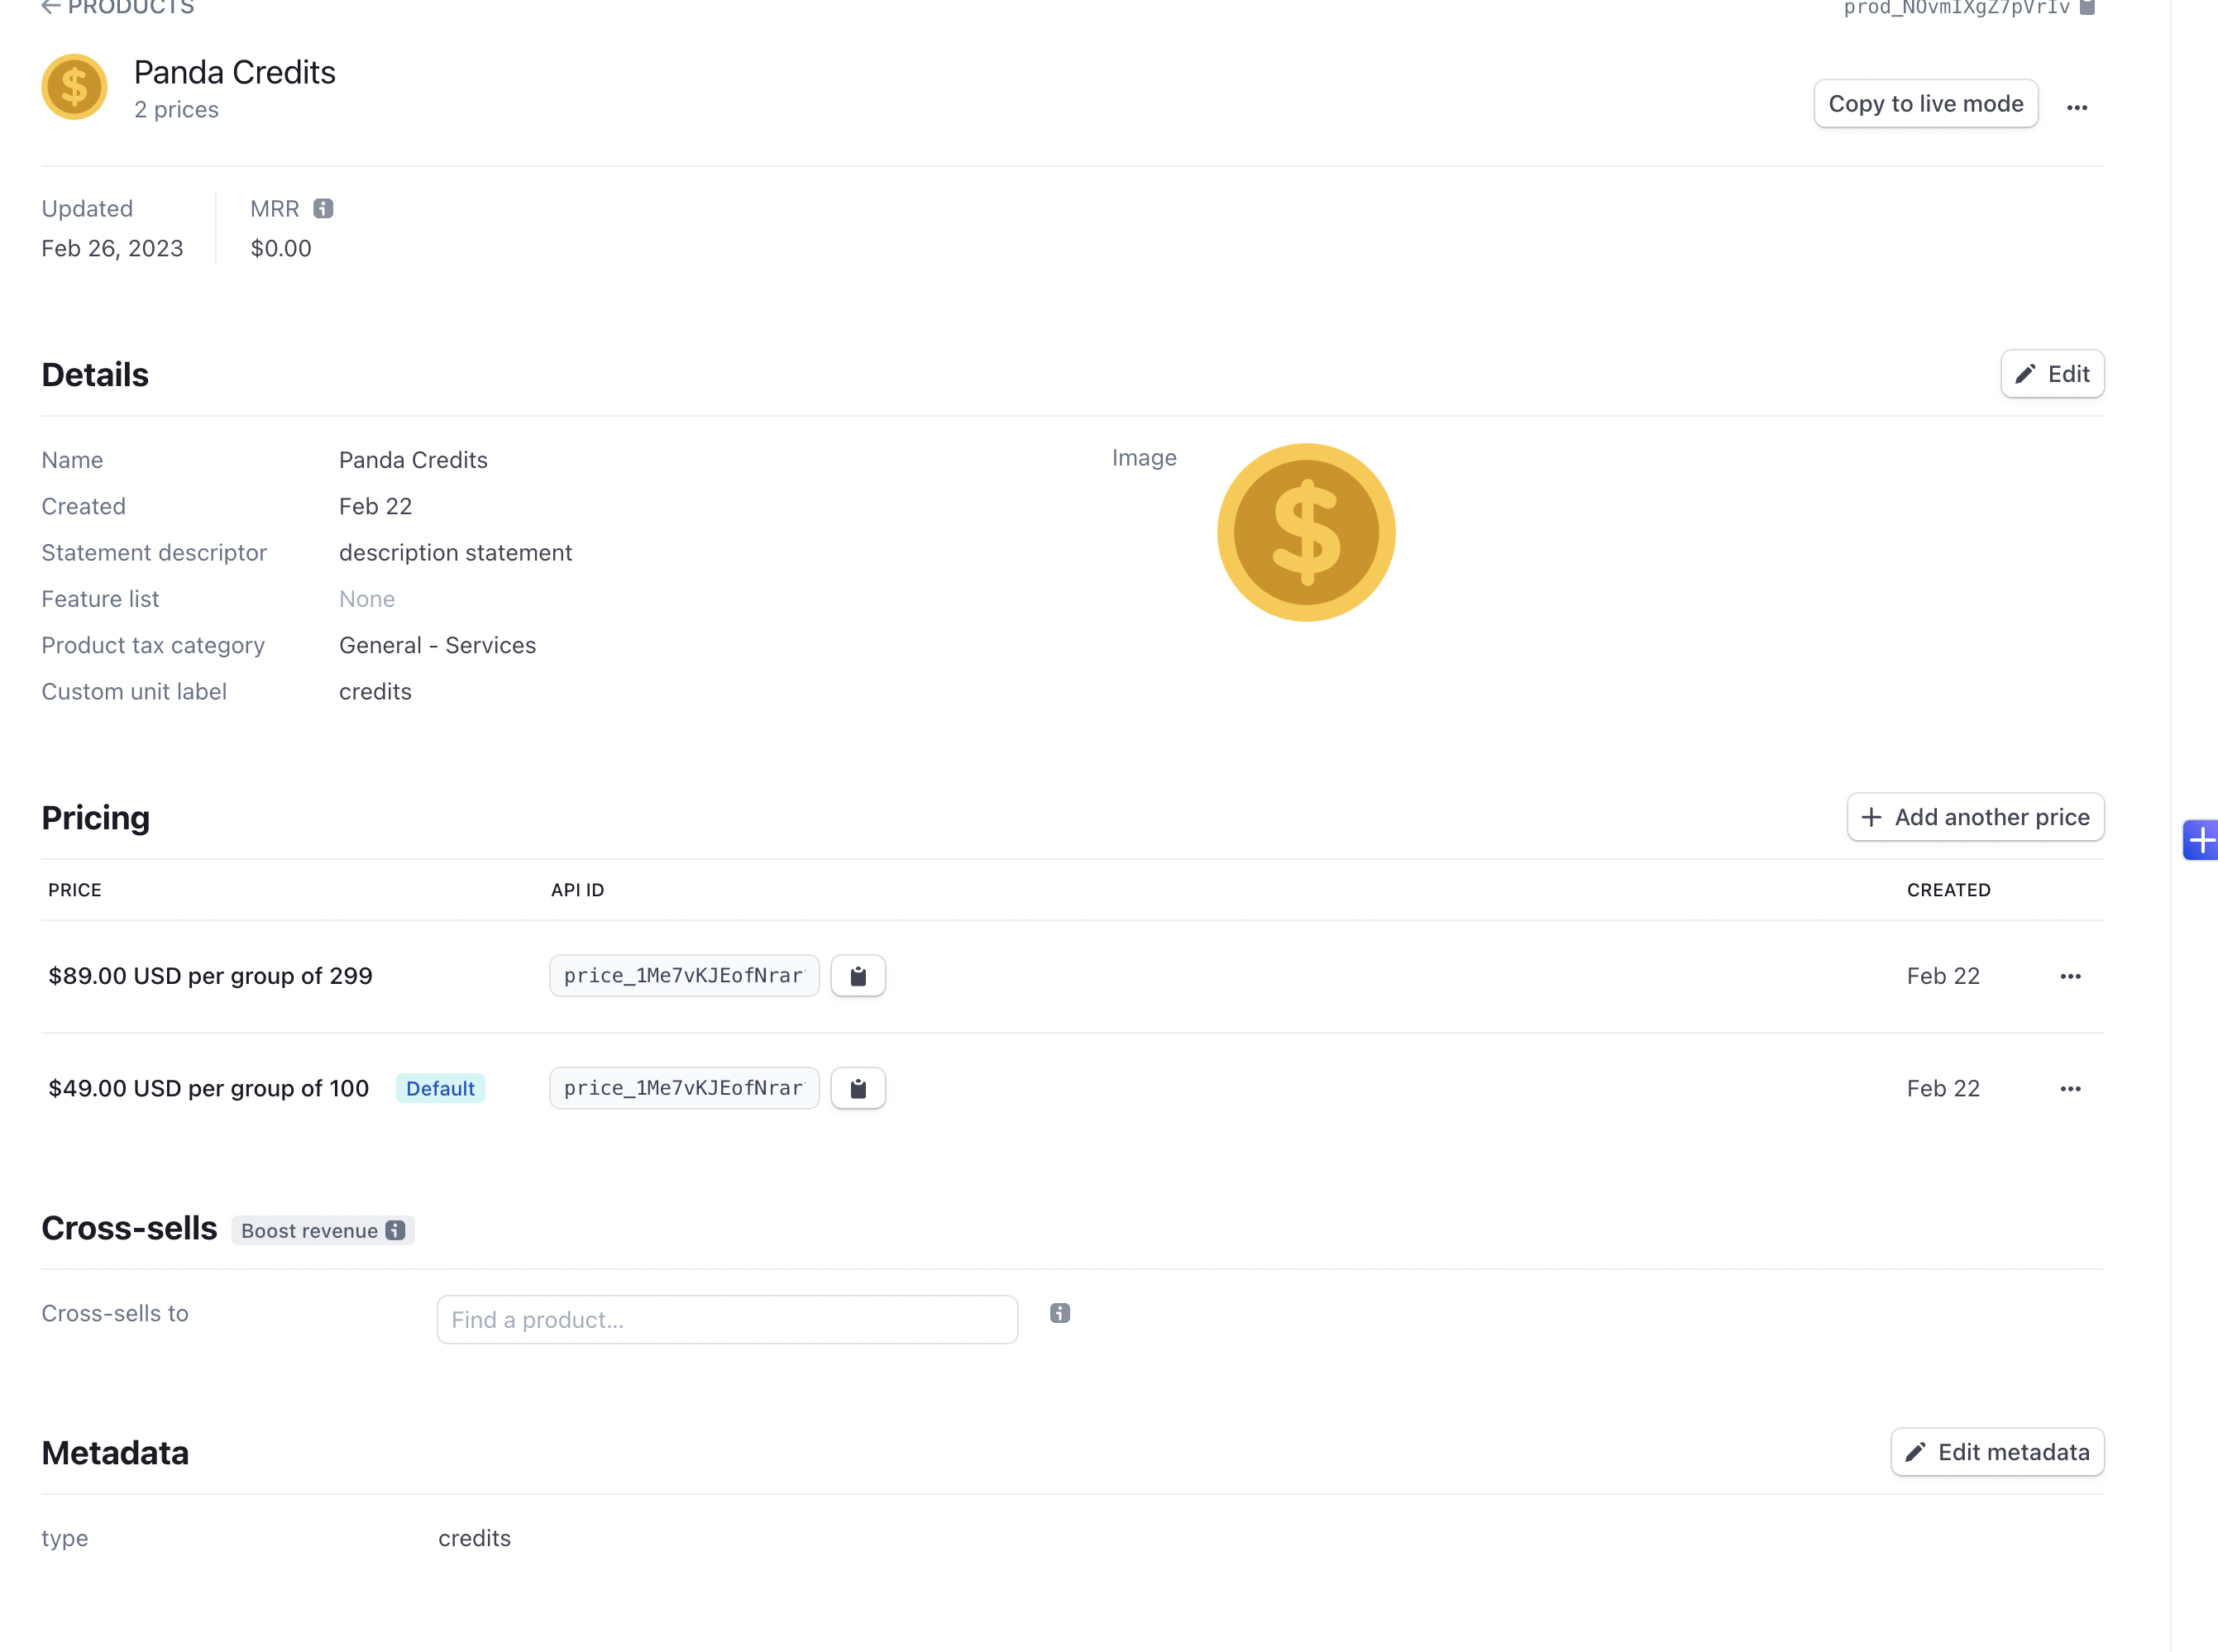 ← PRODUCTS
prod_NOvmIXgZ7pVrIv
Panda Credits
2 prices
Copy to live mode
Updated
MRR
Feb 26, 2023
$0.00
Details
Edit
Name
Panda Credits
Image
Created
Feb 22
Statement descriptor
description statement
Feature list
None
Product tax category
General - Services
Custom unit label
credits
Pricing
+ Add another price
PRICE
API ID
CREATED
$89.00 USD per group of 299
price_1Me7vKJEofNrar
Feb 22
$49.00 USD per group of 100
Default
price_1Me7vKJEofNrar
Feb 22
Cross-sells
Boost revenue
Cross-sells to
Find a product...
Metadata
Edit metadata
type
credits